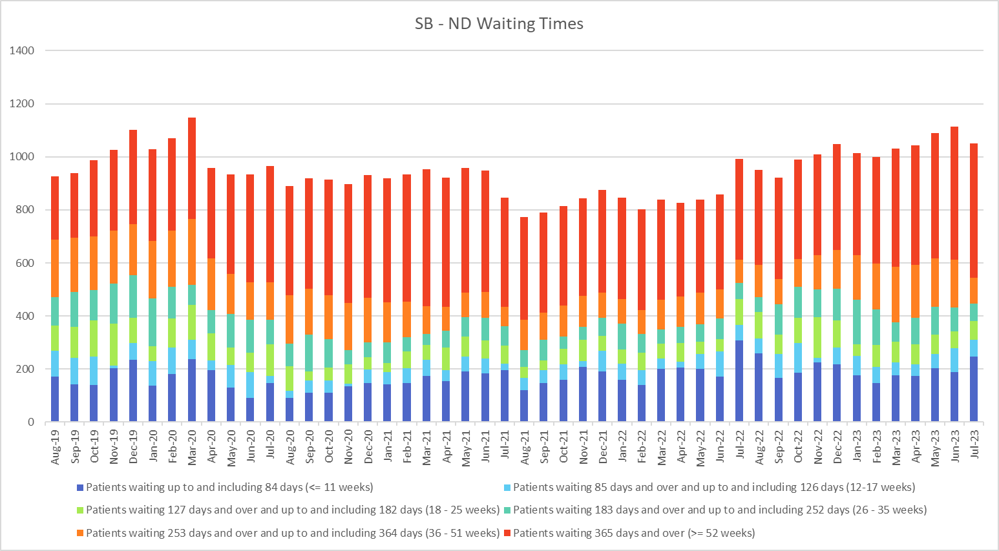 SB - ND Waiting Times
1400
1200
1000
800
600
400
200
0
Aug-19 Sep-19 Oct-19 Nov-19 Dec-19 Jan-20 Feb-20 Mar-20 Apr-20 May-20 Jun-20 Jul-20 Aug-20 Sep-20 Oct-20 Nov-20 Dec-20 Jan-21 Feb-21 Mar-21 Apr-21 May-21 Jun-21 Jul-21 Aug-21 Sep-21 Oct-21 Nov-21 Dec-21 Jan-22 Feb-22 Mar-22 Apr-22 May-22 Jun-22 Jul-22 Aug-22 Sep-22 Oct-22 Nov-22 Dec-22 Jan-23 Feb-23 Mar-23 Apr-23 May-23 Jun-23 Jul-23
Patients waiting up to and including 84 days (<= 11 weeks) Patients waiting 85 days and over and up to and including 126 days (12-17 weeks)
Patients waiting 127 days and over and up to and including 182 days (18 - 25 weeks) Patients waiting 183 days and over and up to and including 252 days (26 - 35 weeks)
Patients waiting 253 days and over and up to and including 364 days (36 - 51 weeks) Patients waiting 365 days and over (>= 52 weeks)